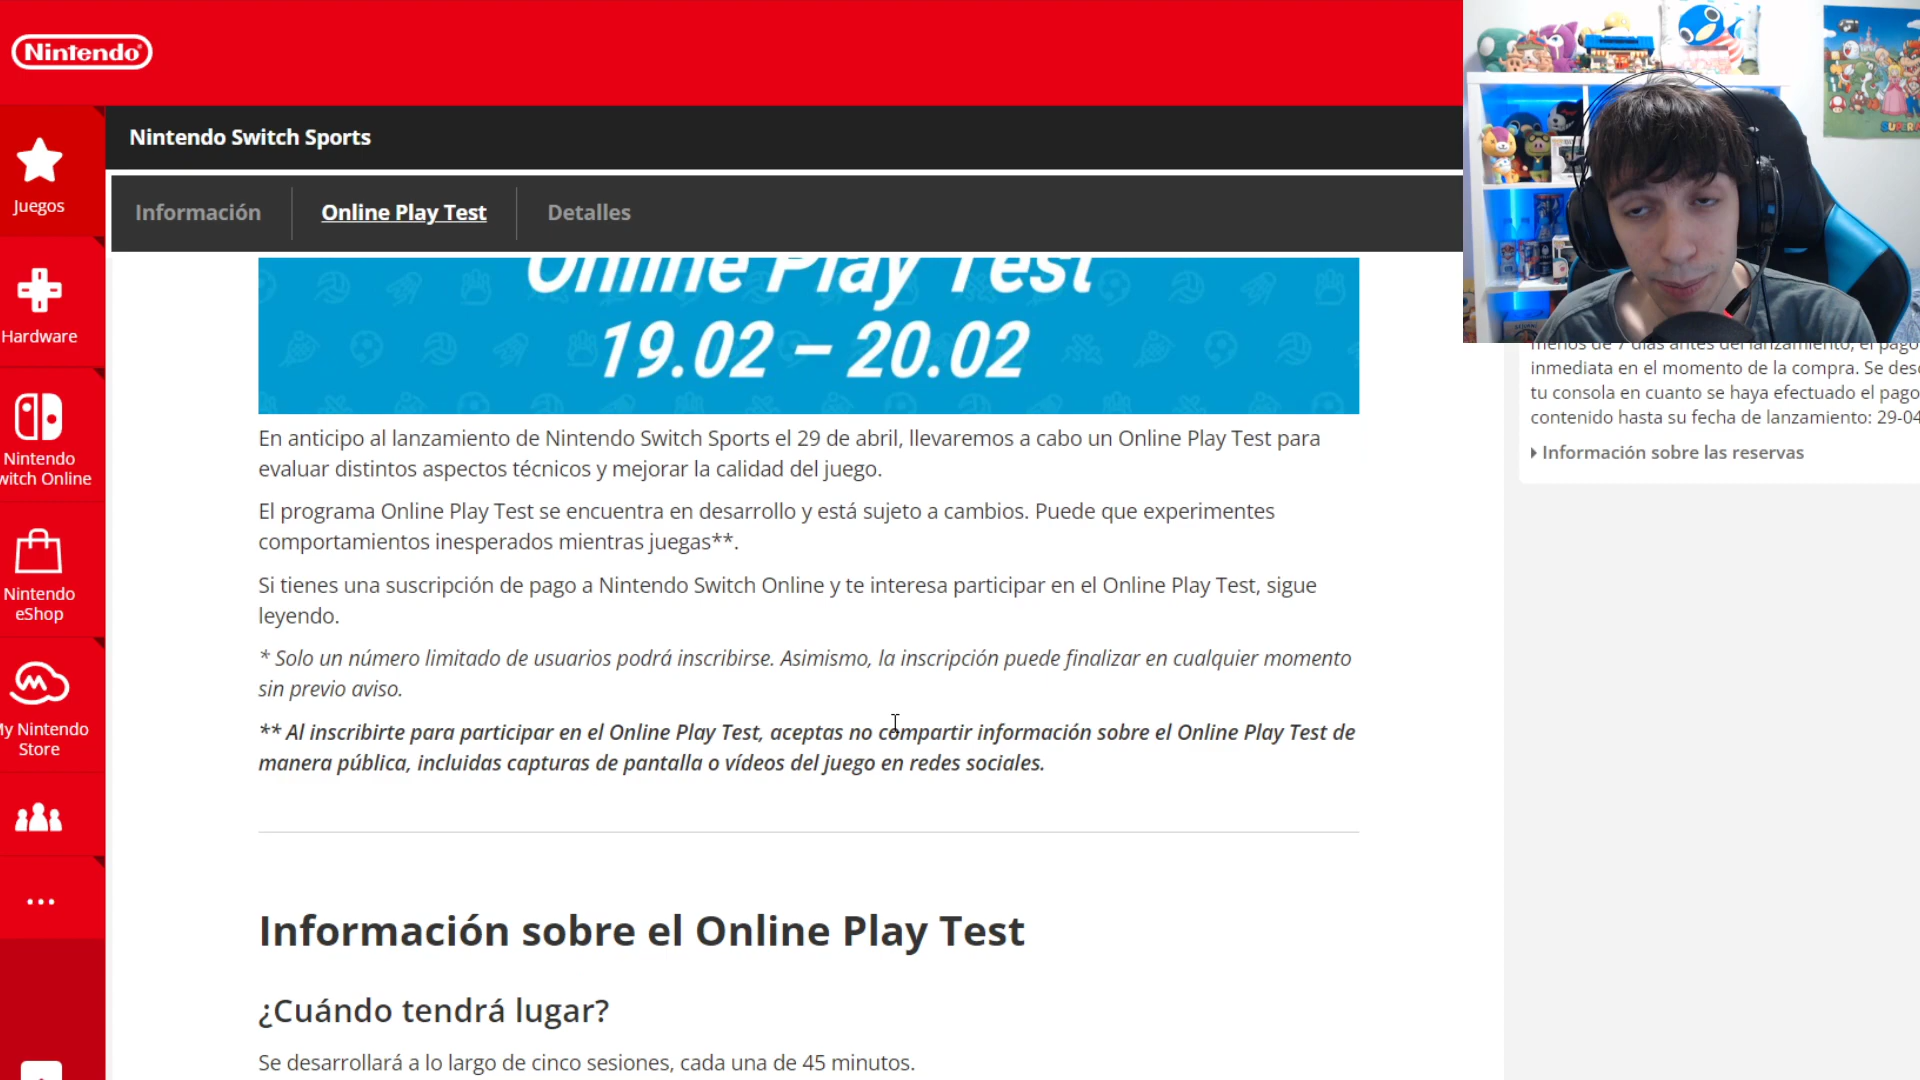 Nintendo
Nintendo Switch Sports
Juegos
Información
Online Play Test
Detalles
Hardware
Nintendo
witch Online
Nintendo
eShop
y Nintendo
Store
...
Online Play Test
19.02 – 20.02
En anticipo al lanzamiento de Nintendo Switch Sports el 29 de abril, llevaremos a cabo un Online Play Test para
evaluar distintos aspectos técnicos y mejorar la calidad del juego.
El programa Online Play Test se encuentra en desarrollo y está sujeto a cambios. Puede que experimentes
comportamientos inesperados mientras juegas**.
Si tienes una suscripción de pago a Nintendo Switch Online y te interesa participar en el Online Play Test, sigue
leyendo.
* Solo un número limitado de usuarios podrá inscribirse. Asimismo, la inscripción puede finalizar en cualquier momento
sin previo aviso.
** Al inscribirte para participar en el Online Play Test, aceptas no compartir información sobre el Online Play Test de
manera pública, incluidas capturas de pantalla o vídeos del juego en redes sociales.
Información sobre el Online Play Test
¿Cuándo tendrá lugar?
Se desarrollará a lo largo de cinco sesiones, cada una de 45 minutos.
menos de 7 días antes del lanzamiento, el pago
inmediata en el momento de la compra. Se desc
tu consola en cuanto se haya efectuado el pago
contenido hasta su fecha de lanzamiento: 29-04
Información sobre las reservas